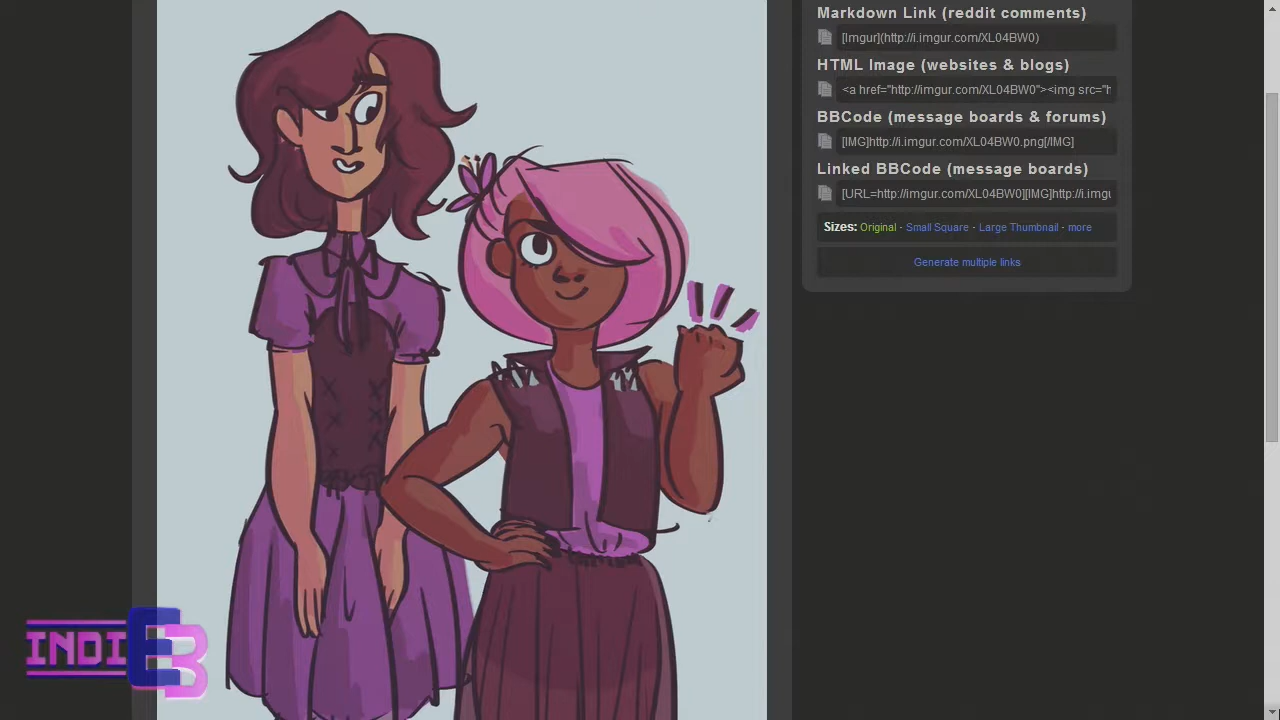 Markdown Link (reddit comments)
[Imgur](http://i.imgur.com/XL04BW0)
HTML Image (websites & blogs)
<a href="http://imgur.com/XL04BW0"><img src="h
BBCode (message boards & forums)
[IMG]http://i.imgur.com/XL04BW0.png[/IMG]
Linked BBCode (message boards)
[URL=http://imgur.com/XL04BW0][IMG]http://i.imgu
Sizes: Original - Small Square - Large Thumbnail - more
Generate multiple links
INDIE3